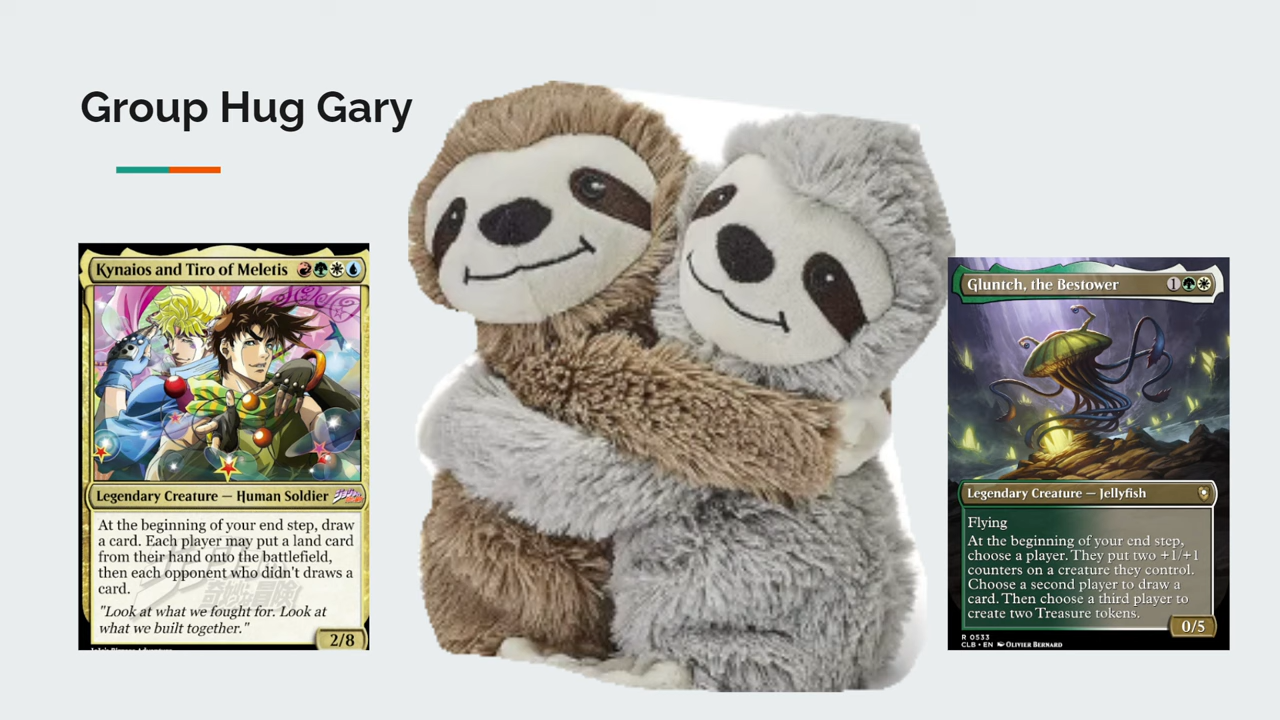 Group Hug Gary
Kynaios and Tiro of Meletis
Legendary Creature — Human Soldier
At the beginning of your end step, draw
a card. Each player may put a land card
from their hand onto the battlefield,
then each opponent who didn't draws a
card.
"Look at what we fought for. Look at
what we built together."
2/8
Gluntch, the Bestower
1
Legendary Creature — Jellyfish
Flying
At the beginning of your end step,
choose a player. They put two +1/+1
counters on a creature they control.
Choose a second player to draw a
card. Then choose a third player to
create two Treasure tokens.
0/5
R 0533
CLB • EN OLIVIER BERNARD